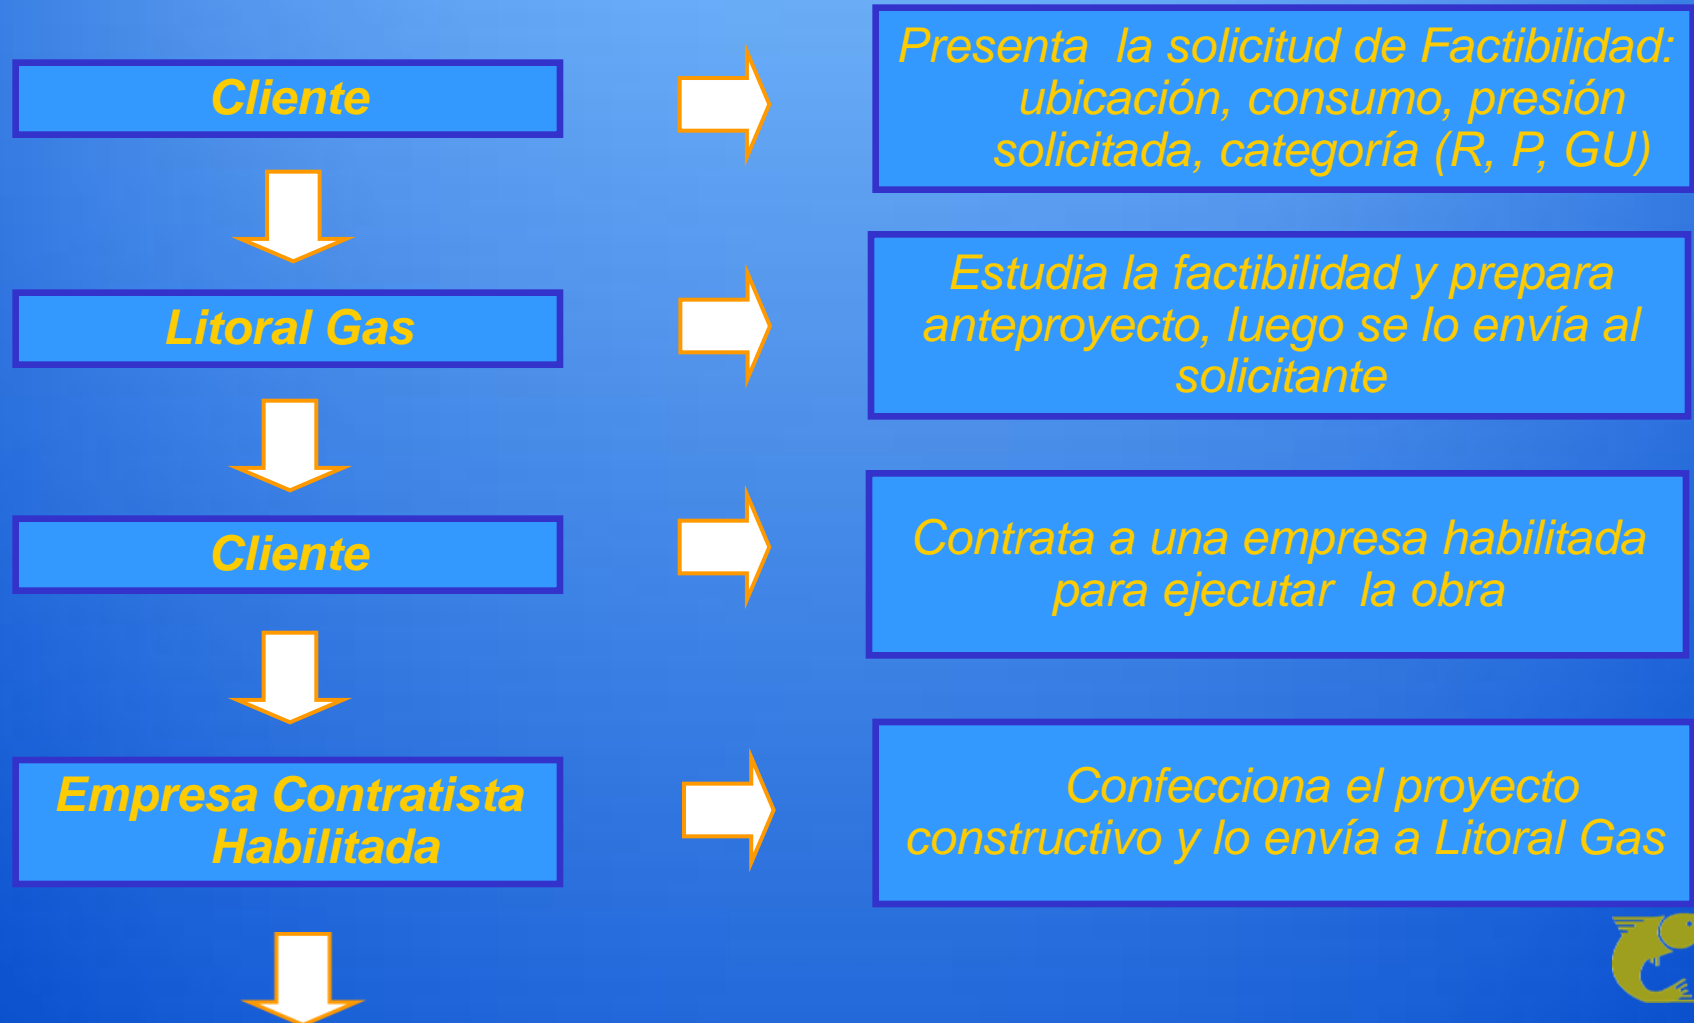 Cliente
Presenta la solicitud de Factibilidad:
ubicación, consumo, presión
solicitada, categoría (R, P, GU)
Litoral Gas
Estudia la factibilidad y prepara
anteproyecto, luego se lo envía al
solicitante
Cliente
Contrata a una empresa habilitada
para ejecutar la obra
Empresa Contratista
Habilitada
Confecciona el proyecto
constructivo y lo envía a Litoral Gas